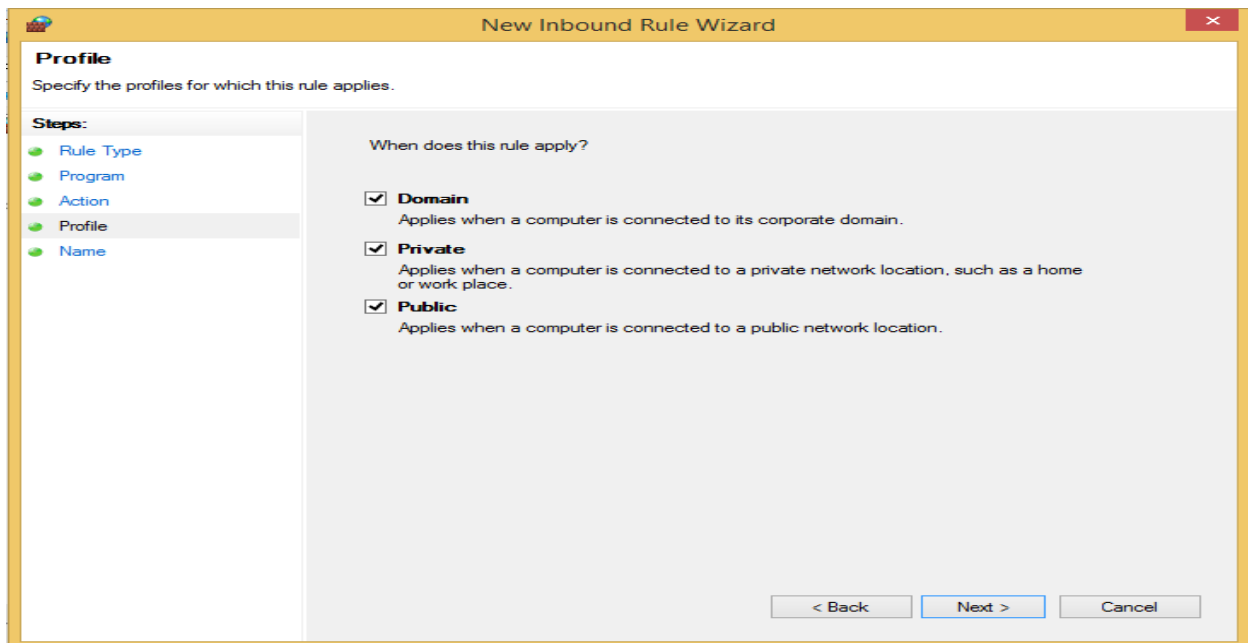 New Inbound Rule Wizard
Profile
Specify the profiles for which this rule applies.
Steps:
Rule Type
Program
Action
Profile
Name
When does this rule apply?
Domain
Applies when a computer is connected to its corporate domain.
Private
Applies when a computer is connected to a private network location, such as a home
or work place.
Public
Applies when a computer is connected to a public network location.
< Back
Next >
Cancel